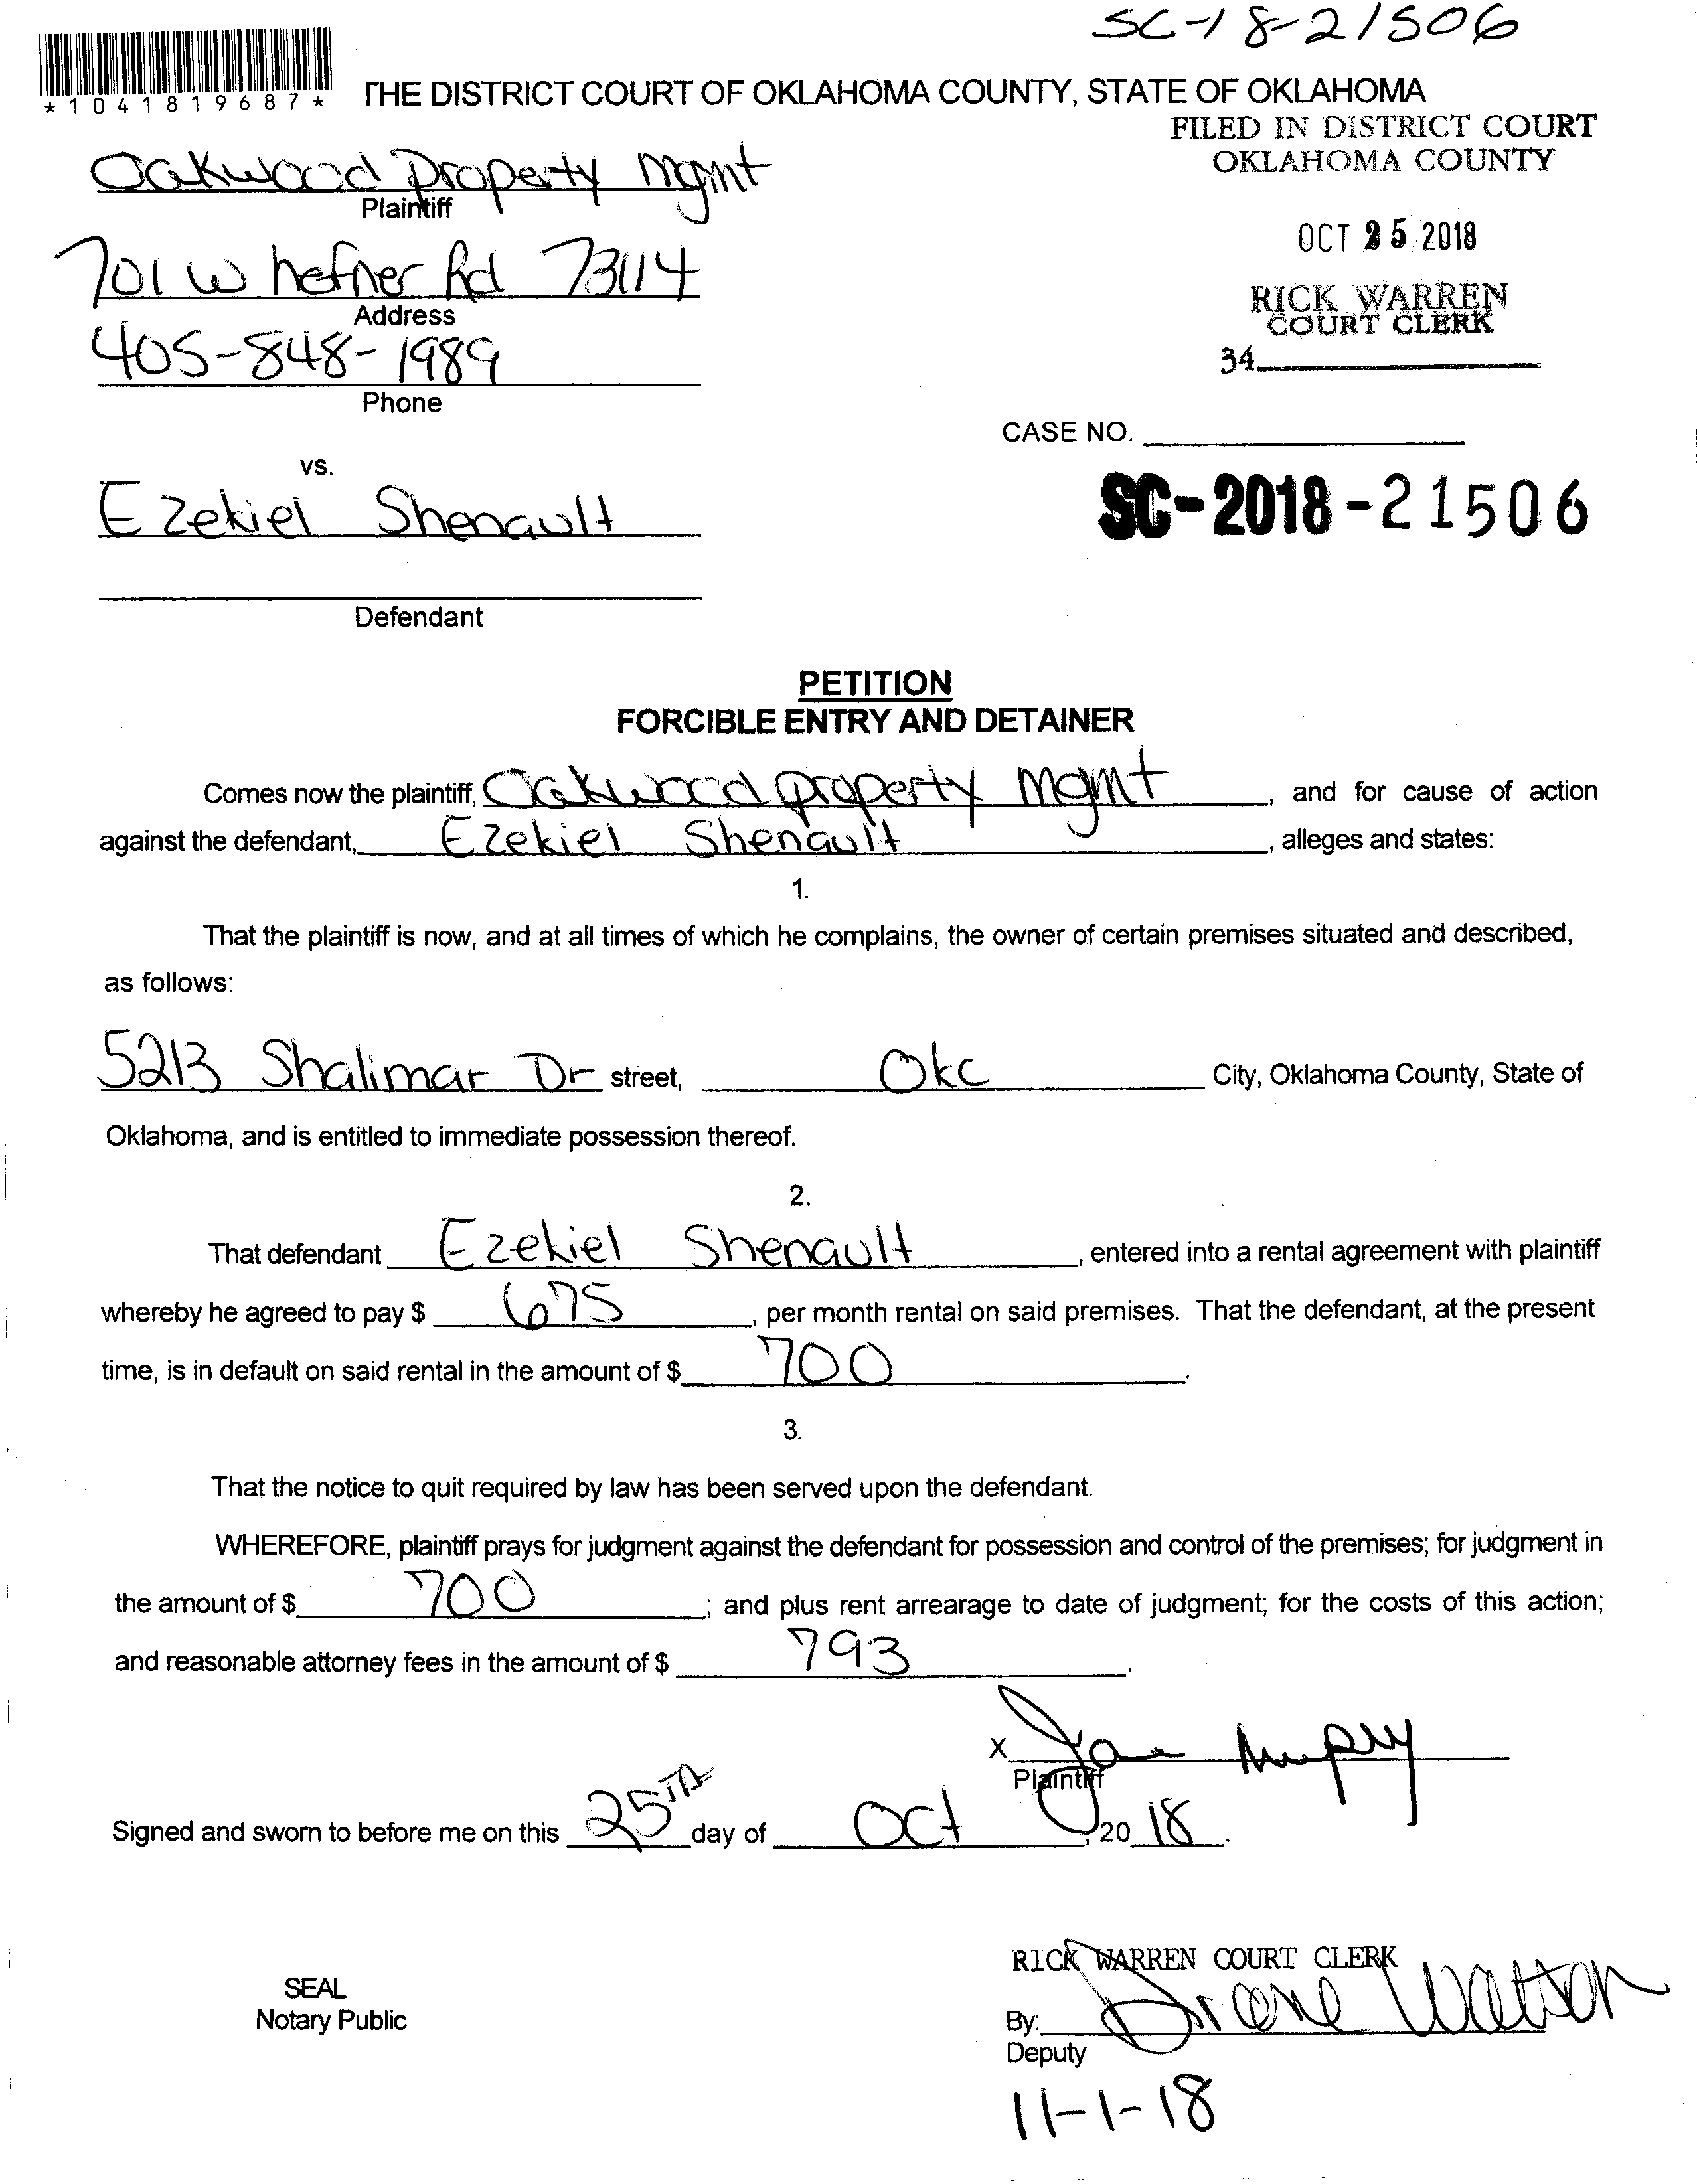 SC-18-21506
*1041819687*
THE DISTRICT COURT OF OKLAHOMA COUNTY, STATE OF OKLAHOMA
FILED IN DISTRICT COURT
OKLAHOMA COUNTY
Oakwood Property Mgmt
Plaintiff
OCT 25 2018
701 W hefner Rd 73114
Address
RICK WARREN
COURT CLERK
405-848-1989
34
Phone
CASE NO.
vs.
SC-2018-21506
Ezekiel Shenault
Defendant
PETITION
FORCIBLE ENTRY AND DETAINER
Comes now the plaintiff, Oakwood property mgmt, and for cause of action
against the defendant, Ezekiel Shenault, alleges and states:
1.
That the plaintiff is now, and at all times of which he complains, the owner of certain premises situated and described,
as follows:
5213 Shalimar Dr street, Okc City, Oklahoma County, State of
Oklahoma, and is entitled to immediate possession thereof.
2.
That defendant Ezekiel Shenault, entered into a rental agreement with plaintiff
whereby he agreed to pay $ 675, per month rental on said premises. That the defendant, at the present
time, is in default on said rental in the amount of $ 700.
3.
That the notice to quit required by law has been served upon the defendant.
WHEREFORE, plaintiff prays for judgment against the defendant for possession and control of the premises; for judgment in
the amount of $ 700; and plus rent arrearage to date of judgment; for the costs of this action;
and reasonable attorney fees in the amount of $ 793.
X
Plaintiff
Signed and sworn to before me on this 25TH day of Oct, 20 18.
RICK WARREN COURT CLERK
SEAL
Notary Public
By: Diane Watson
Deputy
11-1-18